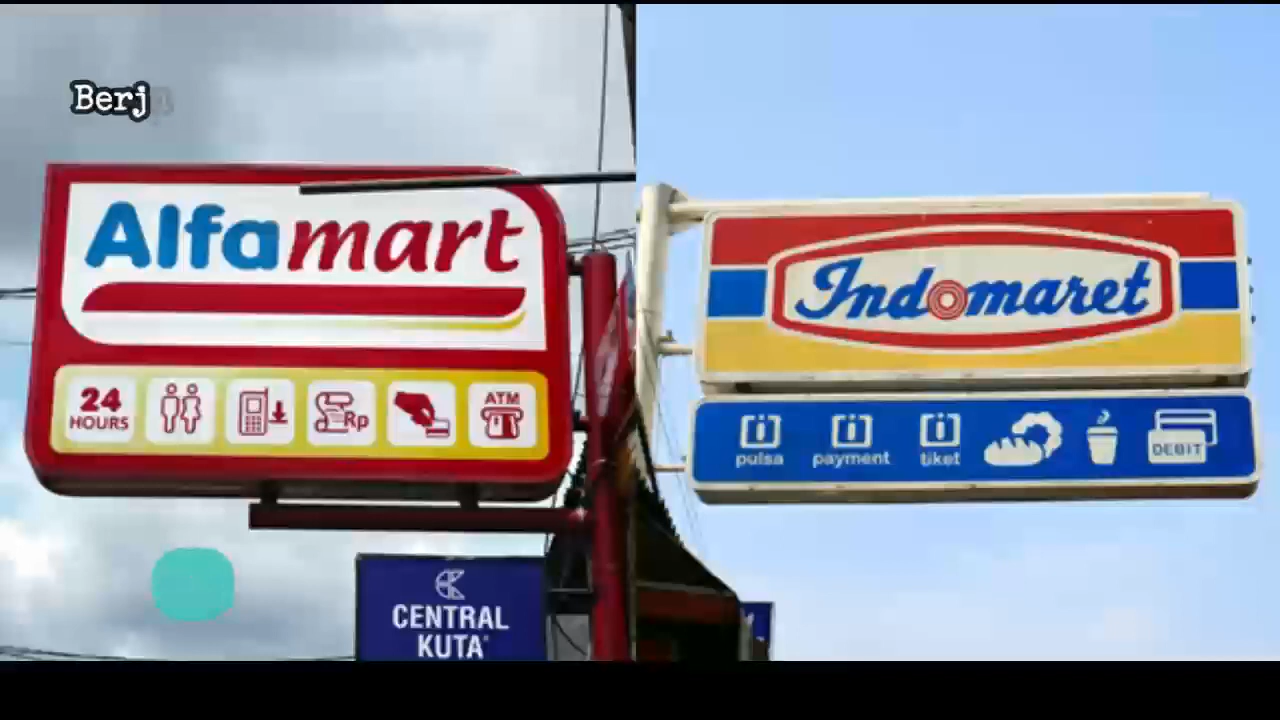 Berj
Alfamart
24
HOURS
Rp
ATM
CENTRAL
KUTA
Indomaret
pulsa
payment
tiket
DEBIT